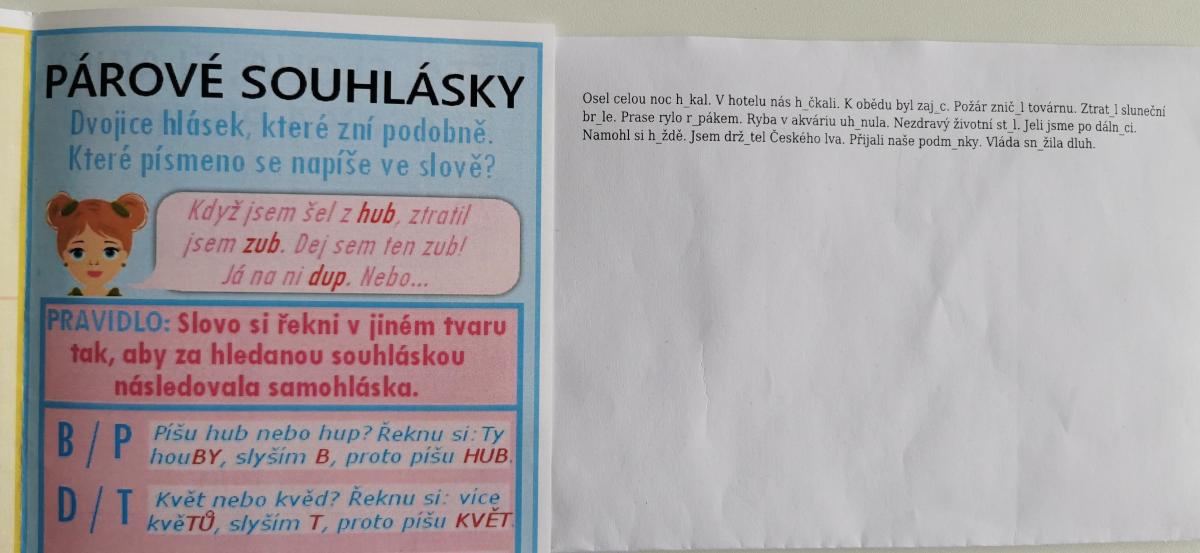 PÁROVÉ SOUHLÁSKY
Dvojice hlásek, které zní podobně.
Které písmeno se napíše ve slově?
Když jsem šel z hub, ztratil
jsem zub. Dej sem ten zub!
Já na ni dup. Nebo...
PRAVIDLO: Slovo si řekni v jiném tvaru
tak, aby za hledanou souhláskou
následovala samohláska.
B / P
Píšu hub nebo hup? Řeknu si: Ty
houBY, slyším B, proto píšu HUB.
D / T
Květ nebo kvěd? Řeknu si: více
kvěTŮ, slyším T, proto píšu KVĚT.
Osel celou noc h_kal. V hotelu nás h_čkali. K obědu byl zaj_c. Požár znič_l továrnu. Ztrat_l sluneční
br_le. Prase rylo r_pákem. Ryba v akváriu uh_nula. Nezdravý životní st_l. Jeli jsme po dáln_ci.
Namohl si h_ždě. Jsem drž_tel Českého lva. Přijali naše podm_nky. Vláda sn_žila dluh.